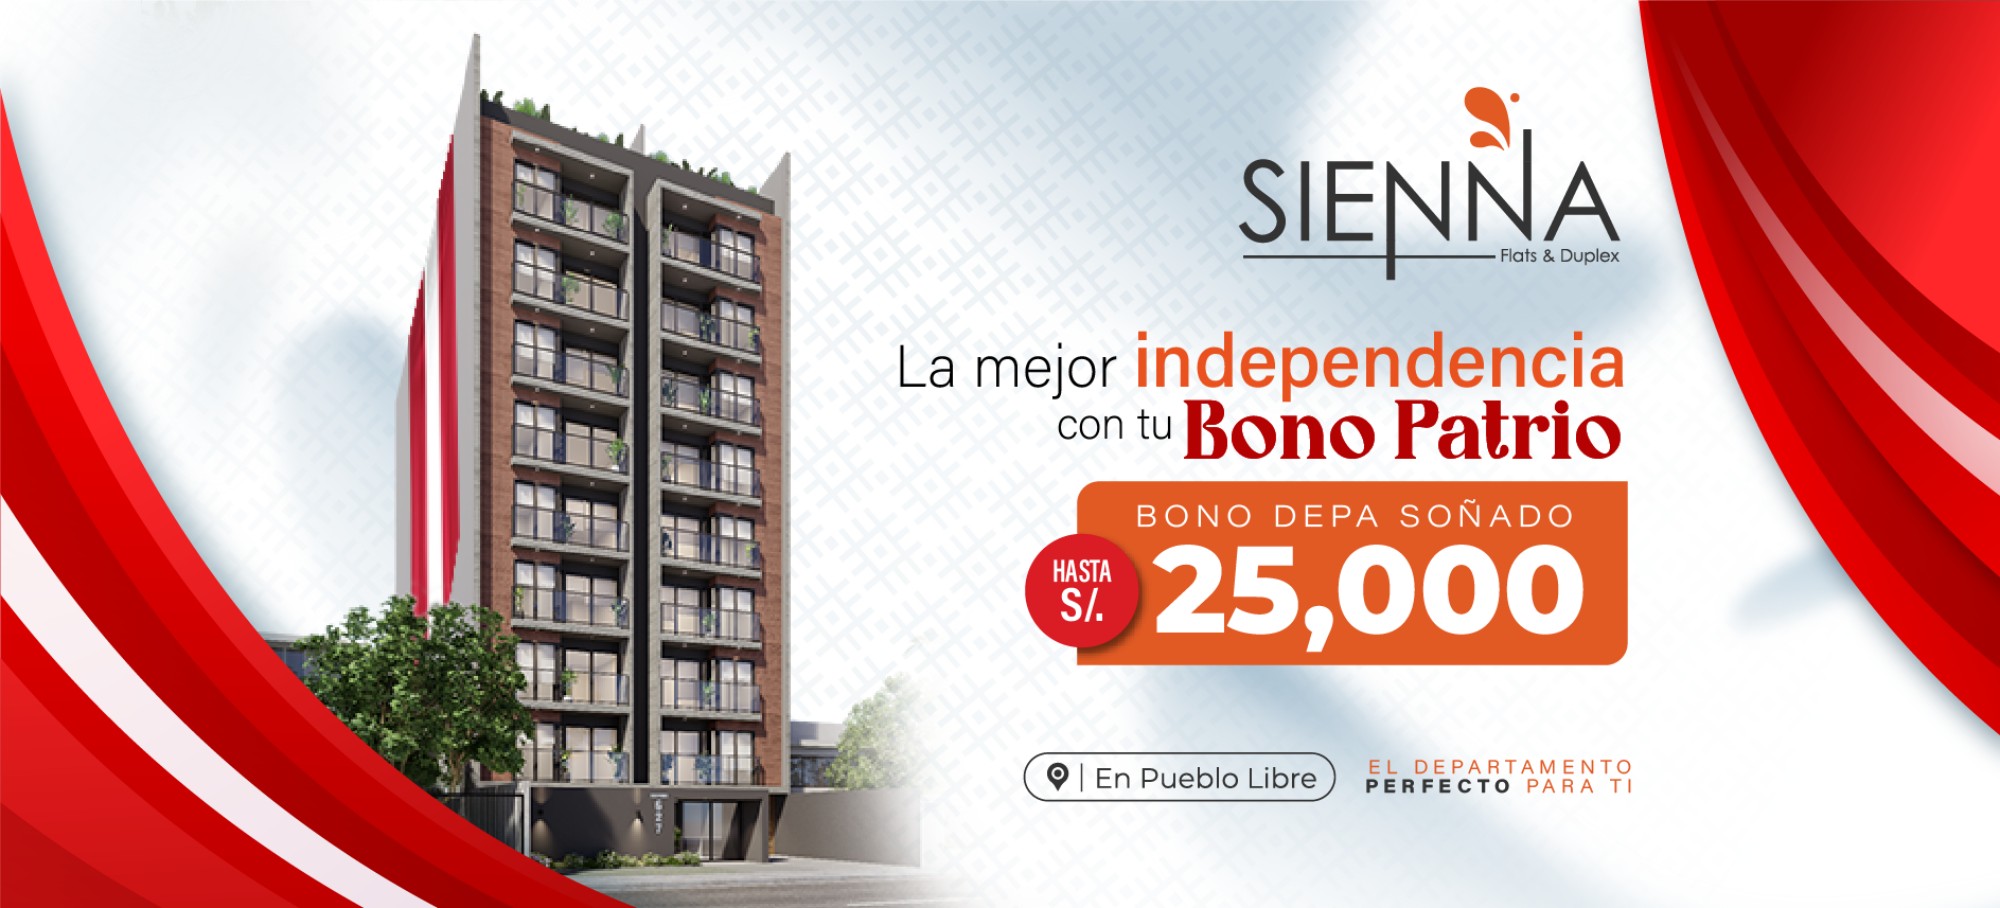 SIENNA
Flats & Duplex
La mejor independencia
con tu Bono Patrio
BONO DEPA SOÑADO
HASTA
S/.
25,000
En Pueblo Libre
EL DEPARTAMENTO
PERFECTO PARA TI
627